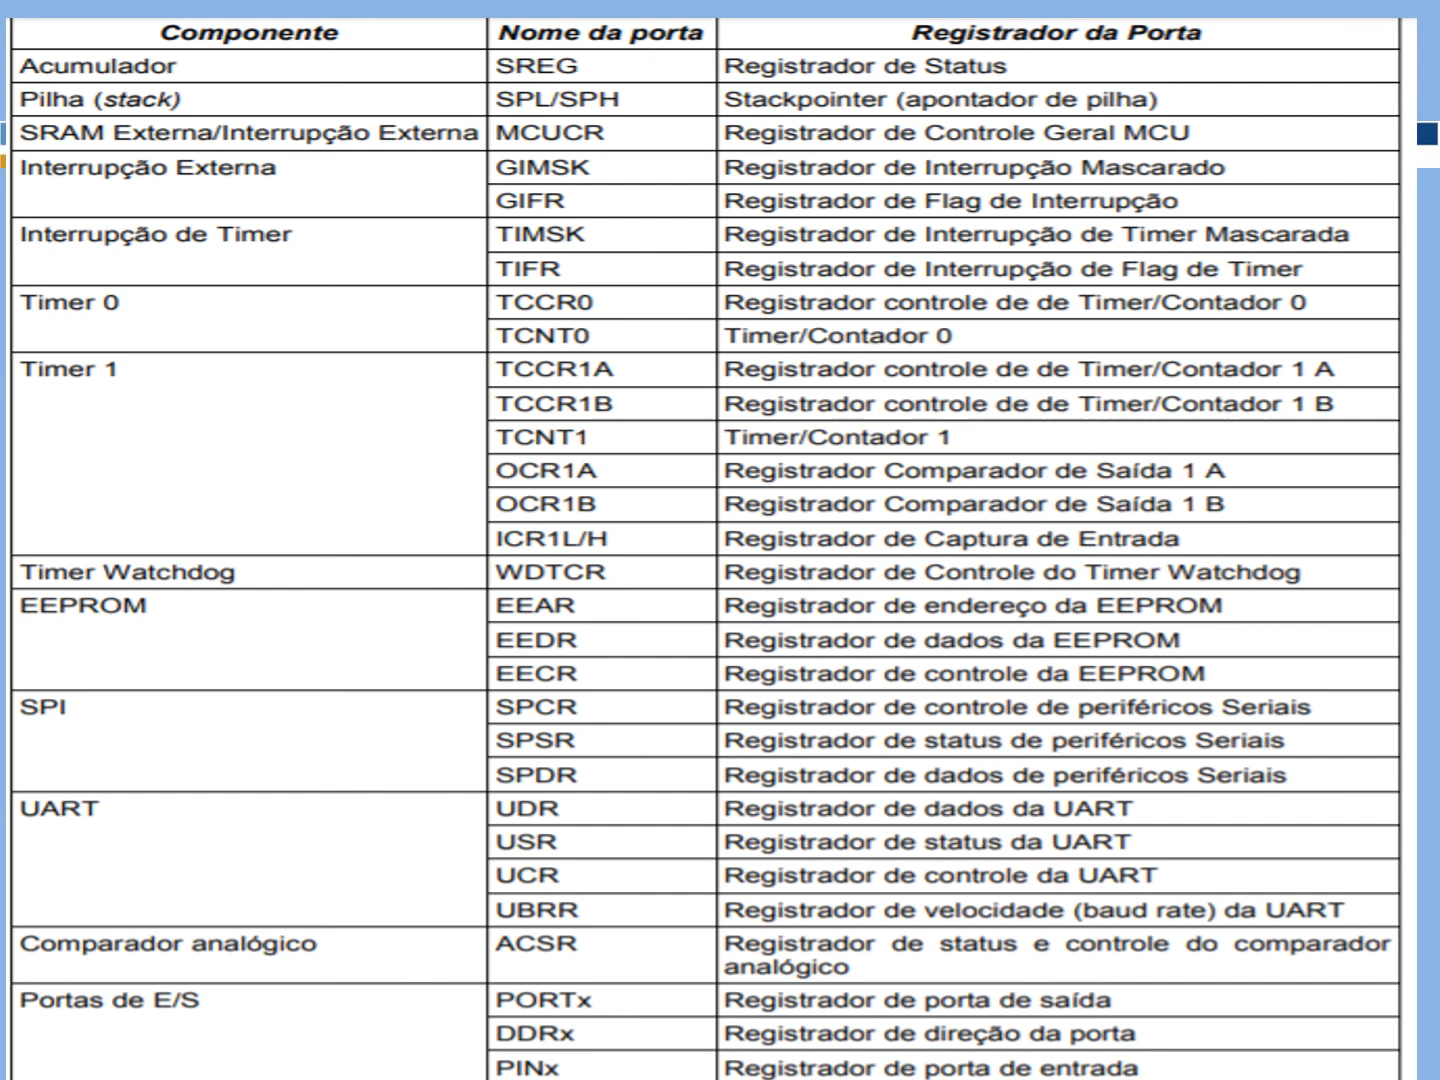 Componente Nome da porta Registrador da Porta
Acumulador SREG Registrador de Status
Pilha (stack) SPL/SPH Stackpointer (apontador de pilha)
SRAM Externa/Interrupção Externa MCUCR Registrador de Controle Geral MCU
Interrupção Externa GIMSK Registrador de Interrupção Mascarado
GIFR Registrador de Flag de Interrupção
Interrupção de Timer TIMSK Registrador de Interrupção de Timer Mascarada
TIFR Registrador de Interrupção de Flag de Timer
Timer 0 TCCR0 Registrador controle de de Timer/Contador 0
TCNT0 Timer/Contador 0
Timer 1 TCCR1A Registrador controle de de Timer/Contador 1 A
TCCR1B Registrador controle de de Timer/Contador 1 B
TCNT1 Timer/Contador 1
OCR1A Registrador Comparador de Saída 1 A
OCR1B Registrador Comparador de Saída 1 B
ICR1L/H Registrador de Captura de Entrada
Timer Watchdog WDTCR Registrador de Controle do Timer Watchdog
EEPROM EEAR Registrador de endereço da EEPROM
EEDR Registrador de dados da EEPROM
EECR Registrador de controle da EEPROM
SPI SPCR Registrador de controle de periféricos Seriais
SPSR Registrador de status de periféricos Seriais
SPDR Registrador de dados de periféricos Seriais
UART UDR Registrador de dados da UART
USR Registrador de status da UART
UCR Registrador de controle da UART
UBRR Registrador de velocidade (baud rate) da UART
Comparador analógico ACSR Registrador de status e controle do comparador
analógico
Portas de E/S PORTx Registrador de porta de saída
DDRx Registrador de direção da porta
PINx Registrador de porta de entrada